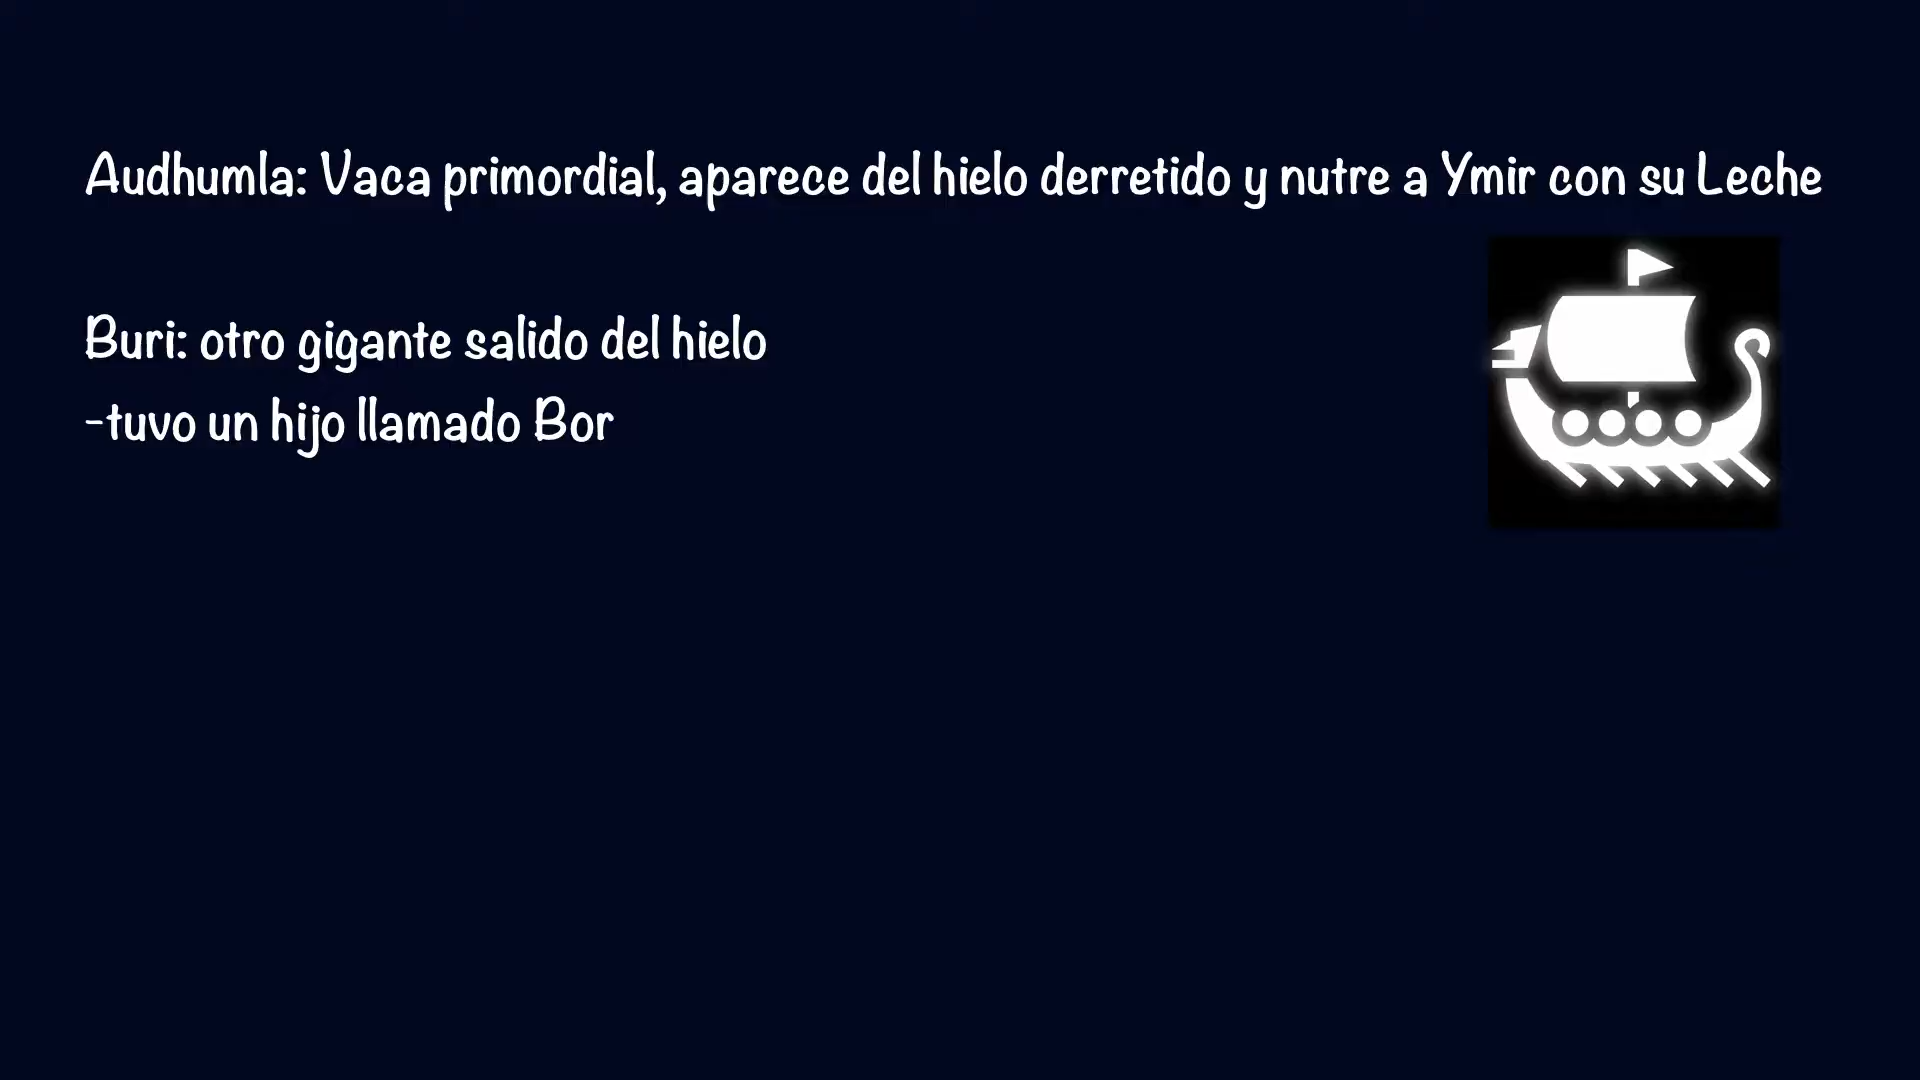 Audhumla: Vaca primordial, aparece del hielo derretido y nutre a Ymir con su Leche
Buri: otro gigante salido del hielo
-tuvo un hijo llamado Bor